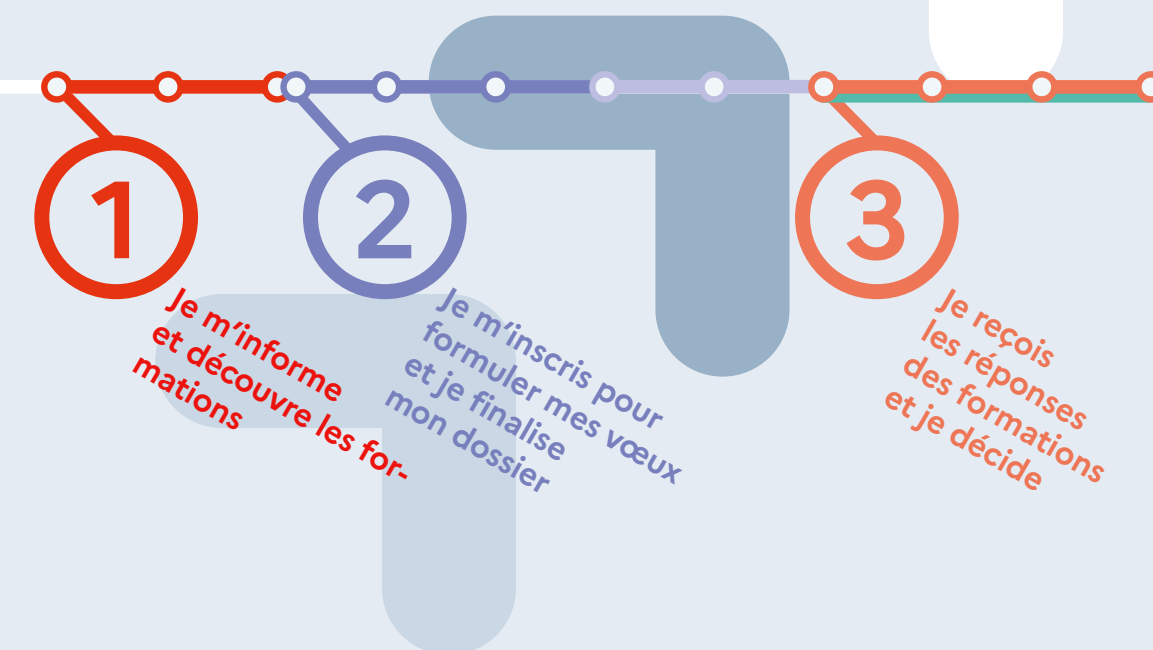 1
Je m'informe
et découvre les for-
mations
2
Je m'inscris pour
formuler mes vœux
et je finalise
mon dossier
3
Je reçois
les réponses
des formations
et je décide